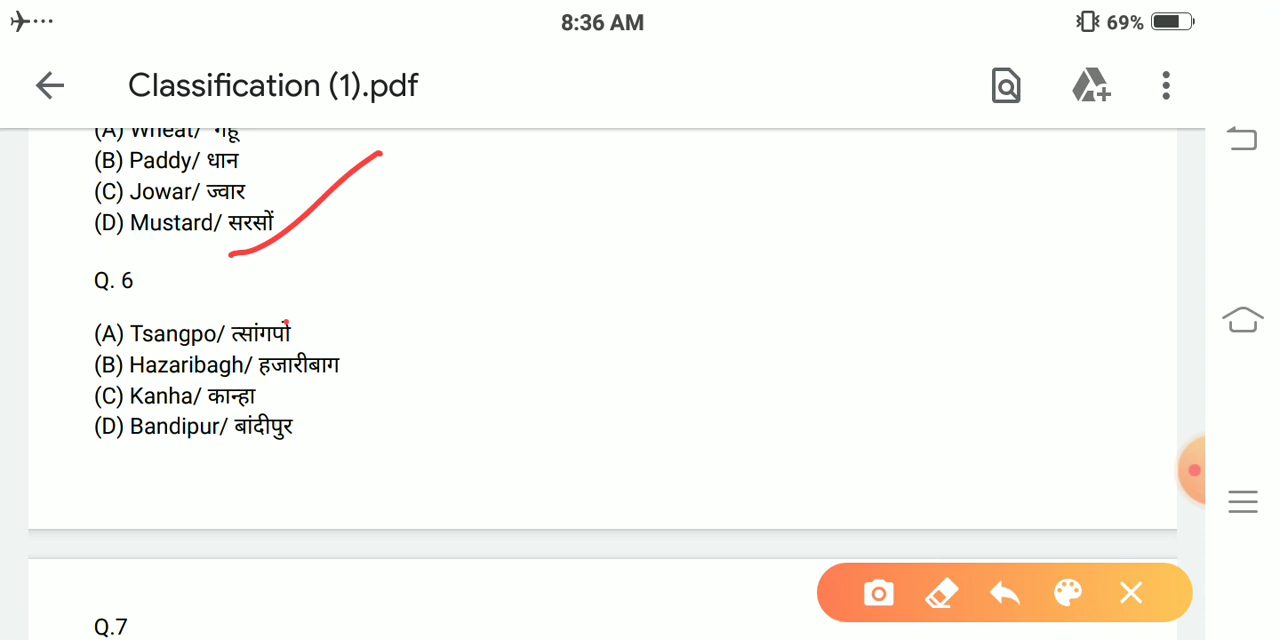 8:36 AM
69%
Classification (1).pdf
(A) Wheat/ गेहूं
(B) Paddy/ धान
(C) Jowar/ ज्वार
(D) Mustard/ सरसों
Q. 6
(A) Tsangpo/ त्सांगपो
(B) Hazaribagh/ हजारीबाग
(C) Kanha/ कान्हा
(D) Bandipur/ बांदीपुर
Q.7